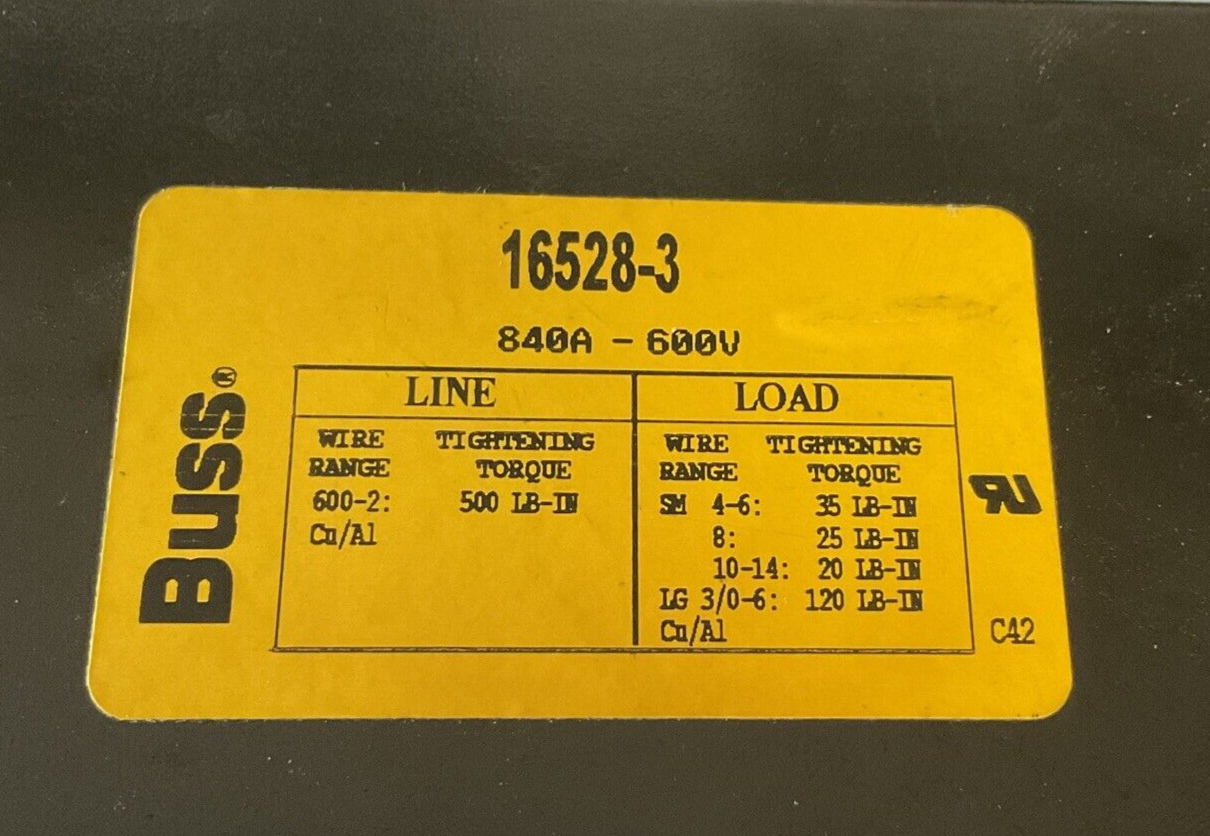 16528-3
840A - 600V
BUSS®
LINE
WIRE RANGE TIGHTENING TORQUE
600-2: 500 LB-IN
Cu/Al
LOAD
WIRE RANGE TIGHTENING TORQUE
SM 4-6: 35 LB-IN
8: 25 LB-IN
10-14: 20 LB-IN
LG 3/0-6: 120 LB-IN
Cu/Al
RU
C42